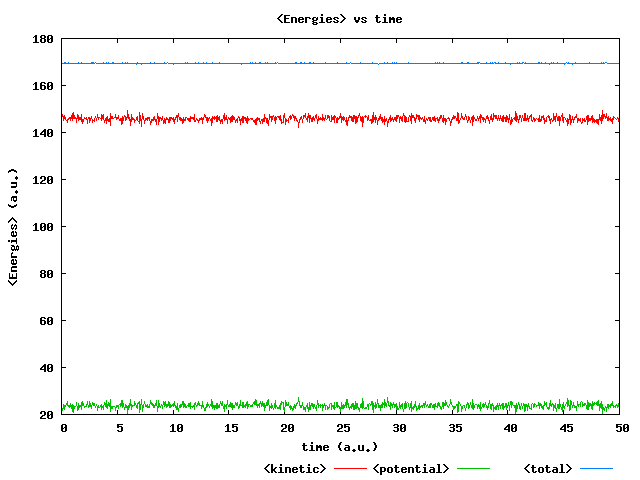 <Energies> vs time
180
160
140
120
100
80
60
40
20
<Energies> (a.u.)
0 5 10 15 20 25 30 35 40 45 50
time (a.u.)
<kinetic> <potential> <total>